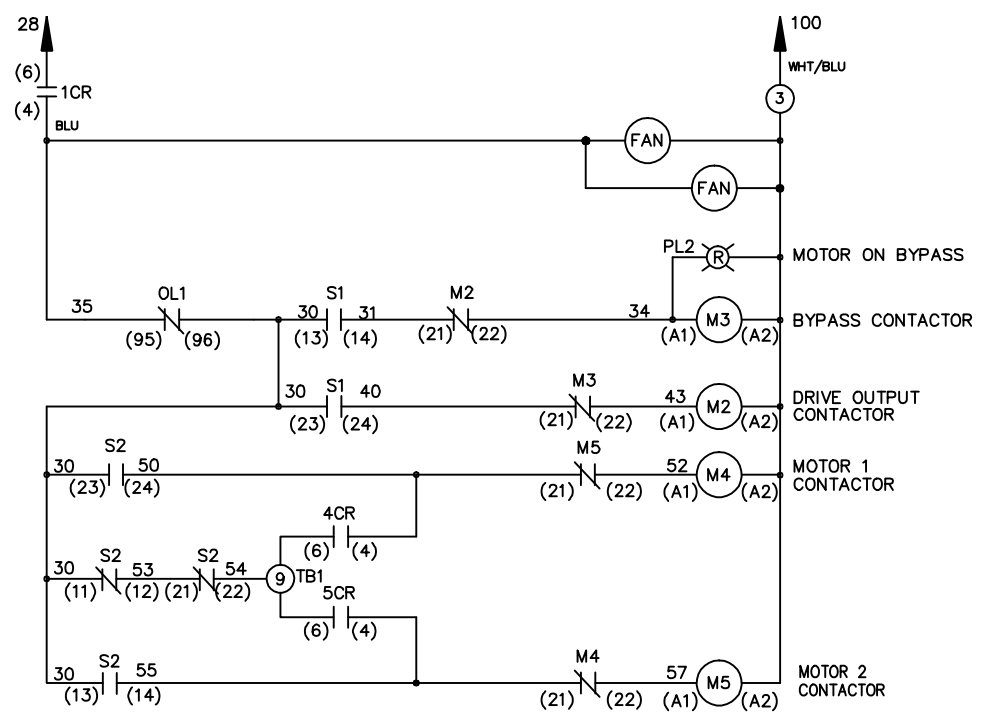 28
100
(6)
1CR
(4)
WHT/BLU
3
BLU
FAN
FAN
PL2
R
MOTOR ON BYPASS
35
OL1
(95)
(96)
30
S1
31
(13)
(14)
M2
(21)
(22)
34
(A1)
M3
(A2)
BYPASS CONTACTOR
30
S1
40
(23)
(24)
M3
(21)
(22)
43
(A1)
M2
(A2)
DRIVE OUTPUT
CONTACTOR
30
S2
50
(23)
(24)
M5
(21)
(22)
52
(A1)
M4
(A2)
MOTOR 1
CONTACTOR
4CR
(6)
(4)
30
S2
53
(11)
(12)
S2
54
(21)
(22)
9
TB1
5CR
(6)
(4)
30
S2
55
(13)
(14)
M4
(21)
(22)
57
(A1)
M5
(A2)
MOTOR 2
CONTACTOR